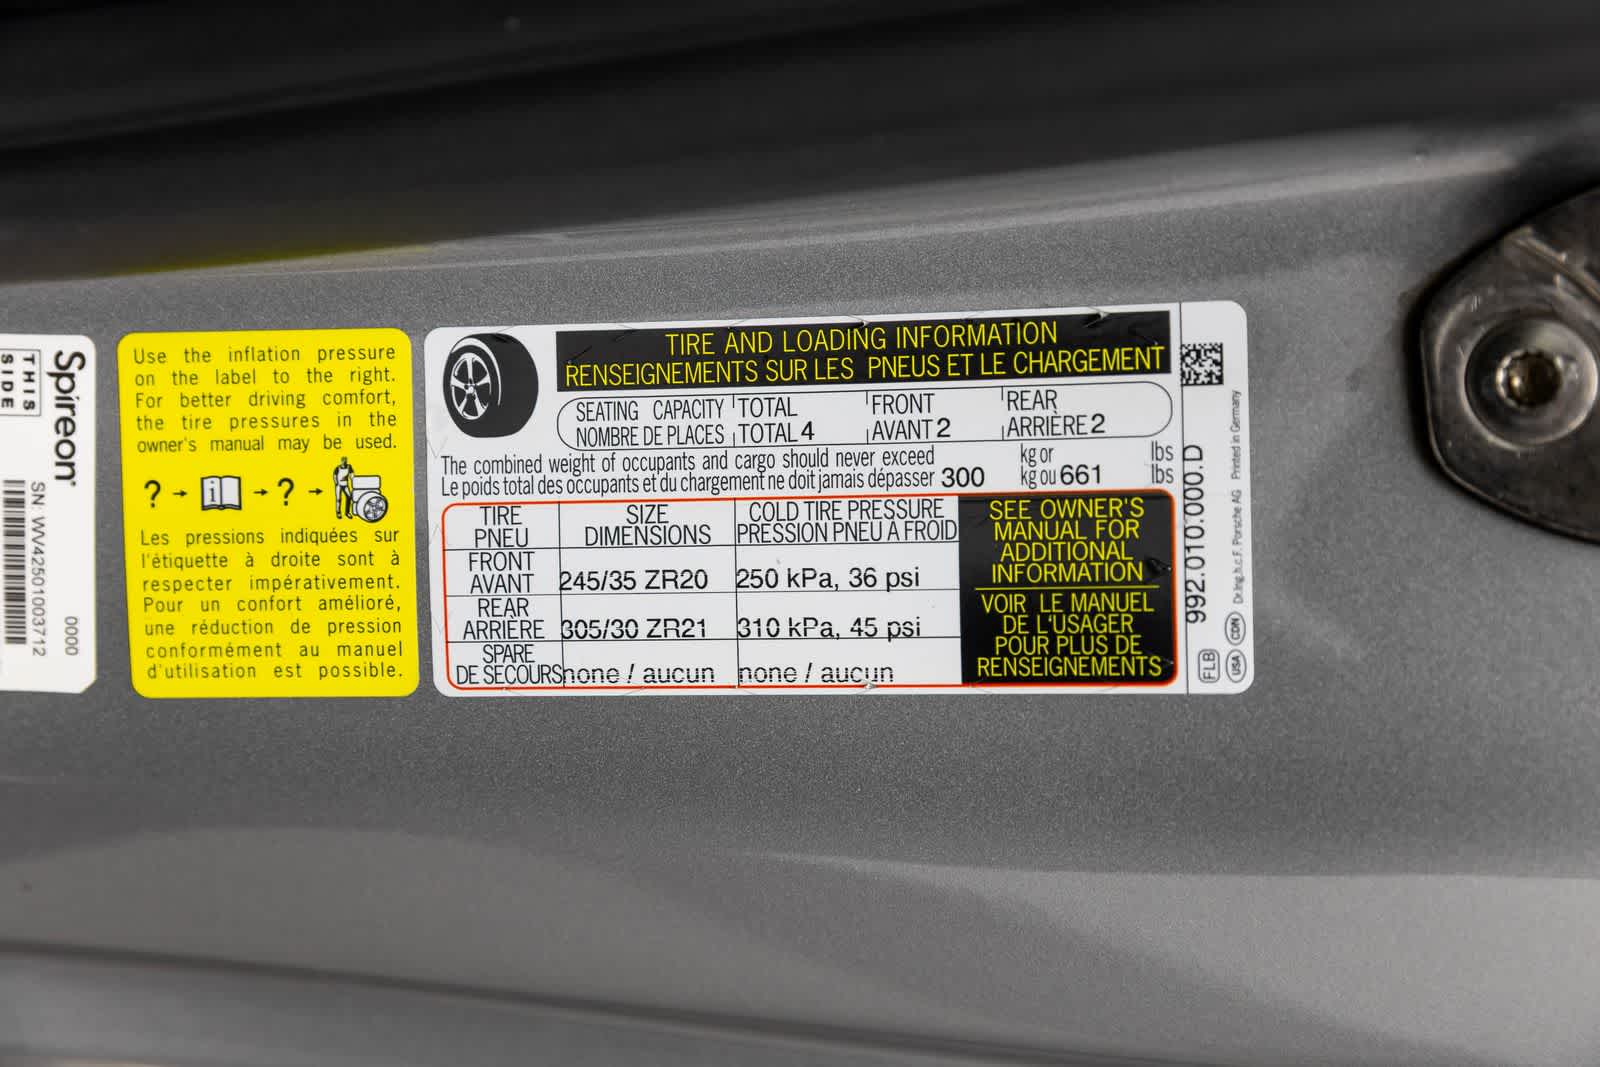 Spireon
THIS
SIDE
SN: WV42501003712
0000
Use the inflation pressure
on the label to the right.
For better driving comfort,
the tire pressures in the
owner's manual may be used.
? → i → ? →
Les pressions indiquées sur
l'étiquette à droite sont à
respecter impérativement.
Pour un confort amélioré,
une réduction de pression
conformément au manuel
d'utilisation est possible.
TIRE AND LOADING INFORMATION
RENSEIGNEMENTS SUR LES PNEUS ET LE CHARGEMENT
SEATING CAPACITY TOTAL FRONT REAR
NOMBRE DE PLACES TOTAL 4 AVANT 2 ARRIÈRE 2
The combined weight of occupants and cargo should never exceed kg or lbs
Le poids total des occupants et du chargement ne doit jamais dépasser 300 kg ou 661 lbs
TIRE SIZE COLD TIRE PRESSURE
PNEU DIMENSIONS PRESSION PNEU A FROID
FRONT
AVANT 245/35 ZR20 250 kPa, 36 psi
REAR
ARRIÈRE 305/30 ZR21 310 kPa, 45 psi
SPARE
DE SECOURS none / aucun none / aucun
SEE OWNER'S
MANUAL FOR
ADDITIONAL
INFORMATION
VOIR LE MANUEL
DE L'USAGER
POUR PLUS DE
RENSEIGNEMENTS
992.010.000.D
FLB
USA CDN Dr.Ing.h.c.F. Porsche AG Printed in Germany